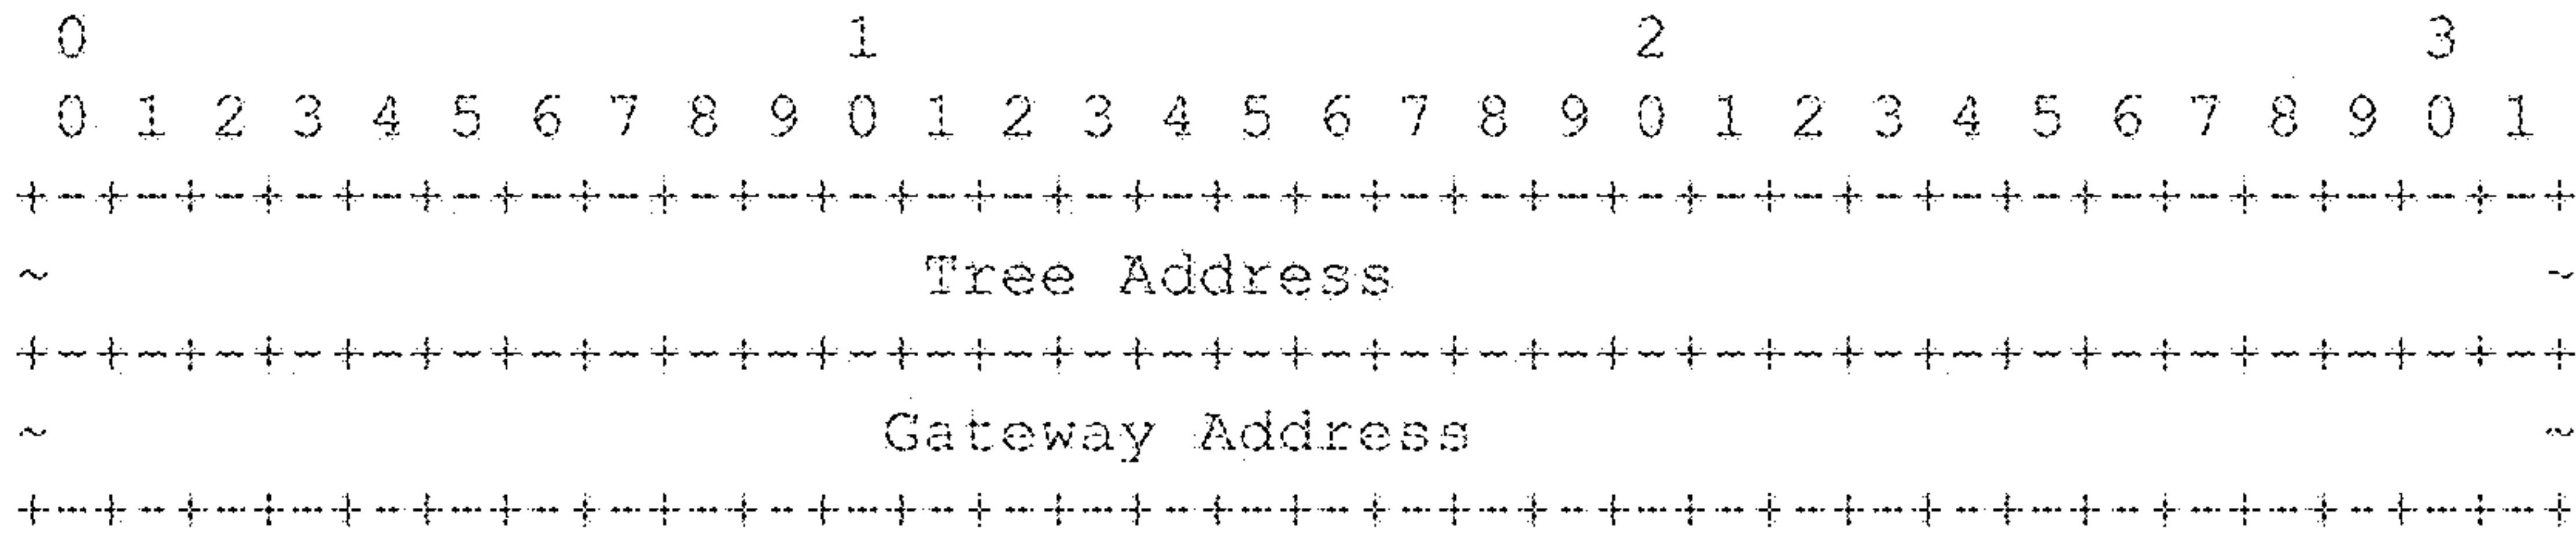 0                   1                   2                   3
 0 1 2 3 4 5 6 7 8 9 0 1 2 3 4 5 6 7 8 9 0 1 2 3 4 5 6 7 8 9 0 1
+-+-+-+-+-+-+-+-+-+-+-+-+-+-+-+-+-+-+-+-+-+-+-+-+-+-+-+-+-+-+-+-+
~                      Tree Address                             ~
+-+-+-+-+-+-+-+-+-+-+-+-+-+-+-+-+-+-+-+-+-+-+-+-+-+-+-+-+-+-+-+-+
~                     Gateway Address                           ~
+-+-+-+-+-+-+-+-+-+-+-+-+-+-+-+-+-+-+-+-+-+-+-+-+-+-+-+-+-+-+-+-+